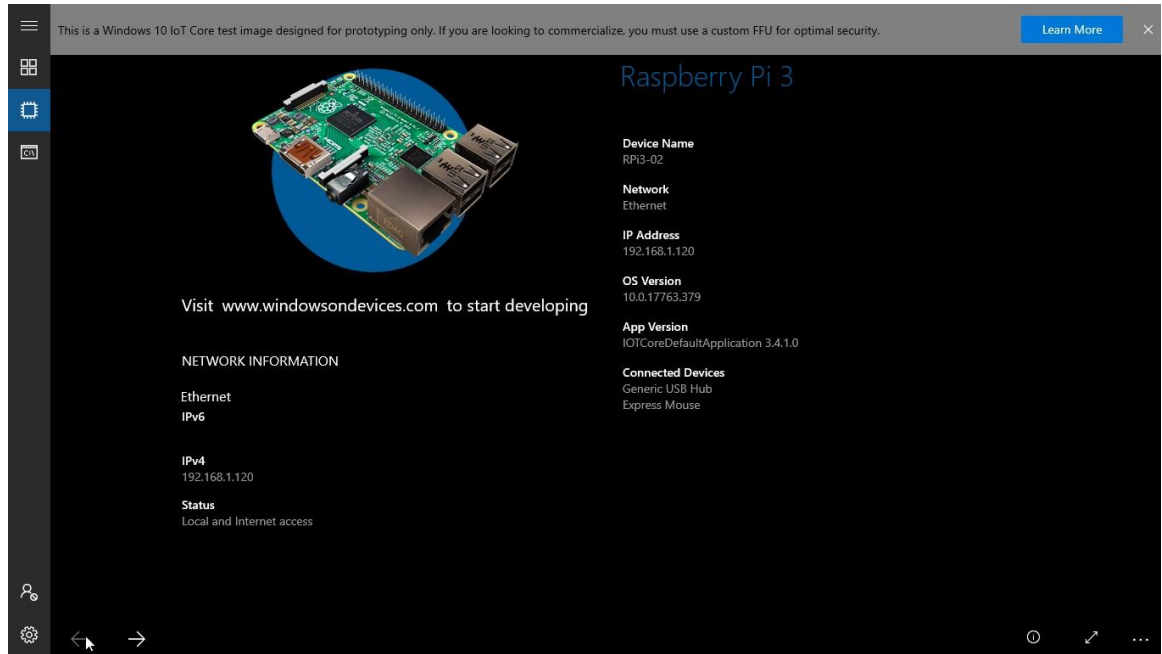 This is a Windows 10 IoT Core test image designed for prototyping only. If you are looking to commercialize, you must use a custom FFU for optimal security.
Learn More
C:\
HDMI
Visit www.windowsondevices.com to start developing
NETWORK INFORMATION
Ethernet
IPv6
IPv4
192.168.1.120
Status
Local and Internet access
Raspberry Pi 3
Device Name
RPi3-02
Network
Ethernet
IP Address
192.168.1.120
OS Version
10.0.17763.379
App Version
IOTCoreDefaultApplication 3.4.1.0
Connected Devices
Generic USB Hub
Express Mouse